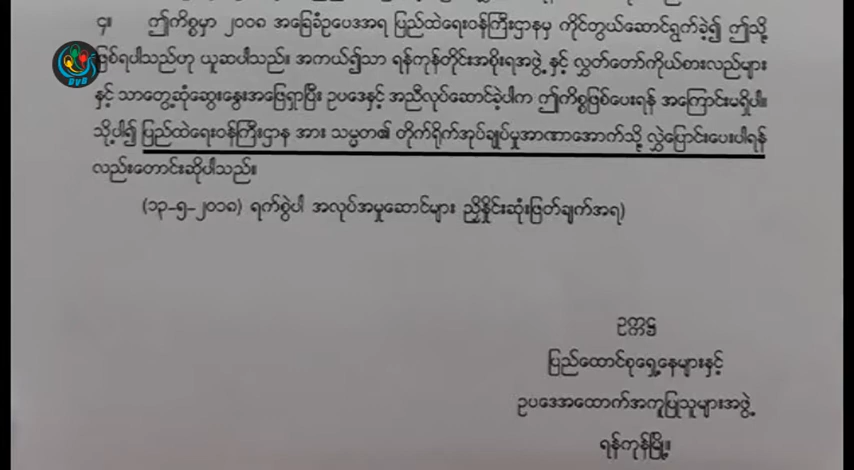 ၄။ ဤကိစ္စမှာ ၂၀၀၈ အခြေခံဥပဒေအရ ပြည်ထဲရေးဝန်ကြီးဌာနမှ ကိုင်တွယ်ဆောင်ရွက်ခဲ့၍ ဤသို့
ဖြစ်ရပါသည်ဟု ယူဆပါသည်။ အကယ်၍သာ ရန်ကုန်တိုင်းအစိုးရအဖွဲ့ နှင့် လွှတ်တော်ကိုယ်စားလည်များ
နှင့် သာတွေ့ဆုံဆွေးနွေးအဖြေရှာပြီး ဥပဒေနှင့် အညီလုပ်ဆောင်ခဲ့ပါက ဤကိစ္စဖြစ်ပေးရန် အကြောင်းမရှိပါ။
သို့ပါ၍ ပြည်ထဲရေးဝန်ကြီးဌာန အား သမ္မတ၏ တိုက်ရိုက်အုပ်ချုပ်မှုအာဏာအောက်သို့ လွှဲပြောင်းပေးပါရန်
လည်းတောင်းဆိုပါသည်။
(၁၃-၅-၂၀၁၈) ရက်စွဲပါ အလုပ်အမှုဆောင်များ ညှိနှိုင်းဆုံးဖြတ်ချက်အရ)
DVB
ဥက္ကဋ္ဌ
ပြည်ထောင်စုရှေ့နေများနှင့်
ဥပဒေအထောက်အကူပြုသူများအဖွဲ့
ရန်ကုန်မြို့။